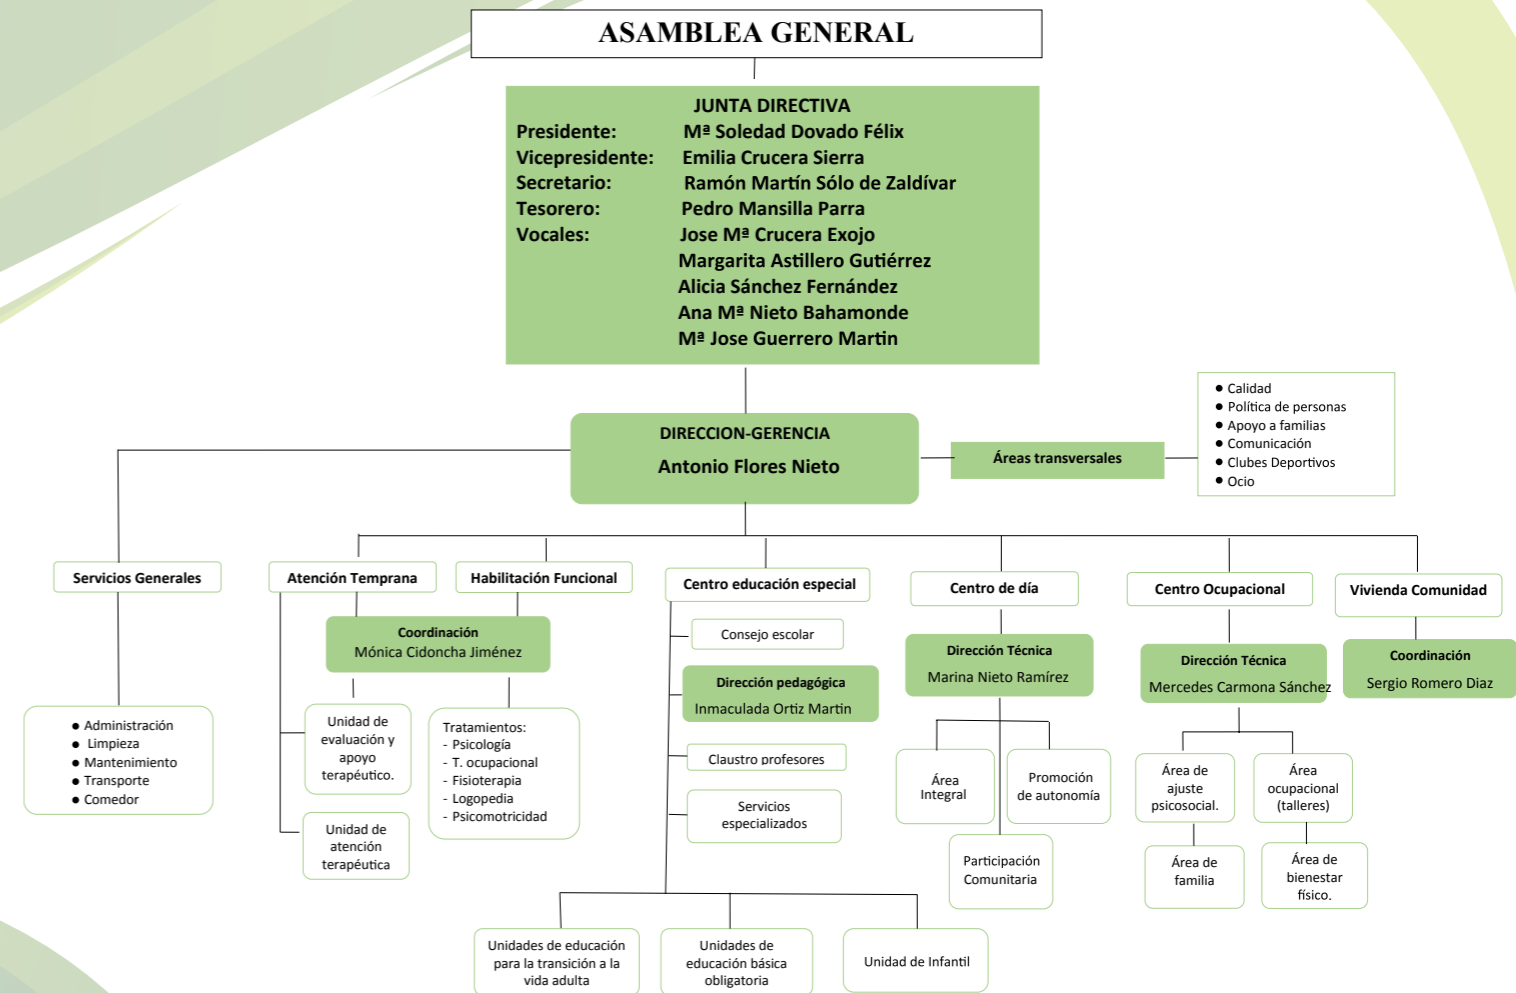 ASAMBLEA GENERAL
JUNTA DIRECTIVA
Presidente: Mª Soledad Dovado Félix
Vicepresidente: Emilia Crucera Sierra
Secretario: Ramón Martín Sólo de Zaldívar
Tesorero: Pedro Mansilla Parra
Vocales: Jose Mª Crucera Exojo
Margarita Astillero Gutiérrez
Alicia Sánchez Fernández
Ana Mª Nieto Bahamonde
Mª Jose Guerrero Martin
DIRECCION-GERENCIA
Antonio Flores Nieto
Áreas transversales
● Calidad
● Política de personas
● Apoyo a familias
● Comunicación
● Clubes Deportivos
● Ocio
Servicios Generales
● Administración
● Limpieza
● Mantenimiento
● Transporte
● Comedor
Atención Temprana
Habilitación Funcional
Coordinación
Mónica Cidoncha Jiménez
Unidad de
evaluación y
apoyo
terapéutico.
Unidad de
atención
terapéutica
Tratamientos:
- Psicología
- T. ocupacional
- Fisioterapia
- Logopedia
- Psicomotricidad
Centro educación especial
Consejo escolar
Dirección pedagógica
Inmaculada Ortiz Martin
Claustro profesores
Servicios
especializados
Unidades de educación
para la transición a la
vida adulta
Unidades de
educación básica
obligatoria
Unidad de Infantil
Centro de día
Dirección Técnica
Marina Nieto Ramírez
Área
Integral
Promoción
de autonomía
Participación
Comunitaria
Centro Ocupacional
Dirección Técnica
Mercedes Carmona Sánchez
Área de
ajuste
psicosocial.
Área
ocupacional
(talleres)
Área de
familia
Área de
bienestar
físico.
Vivienda Comunidad
Coordinación
Sergio Romero Diaz